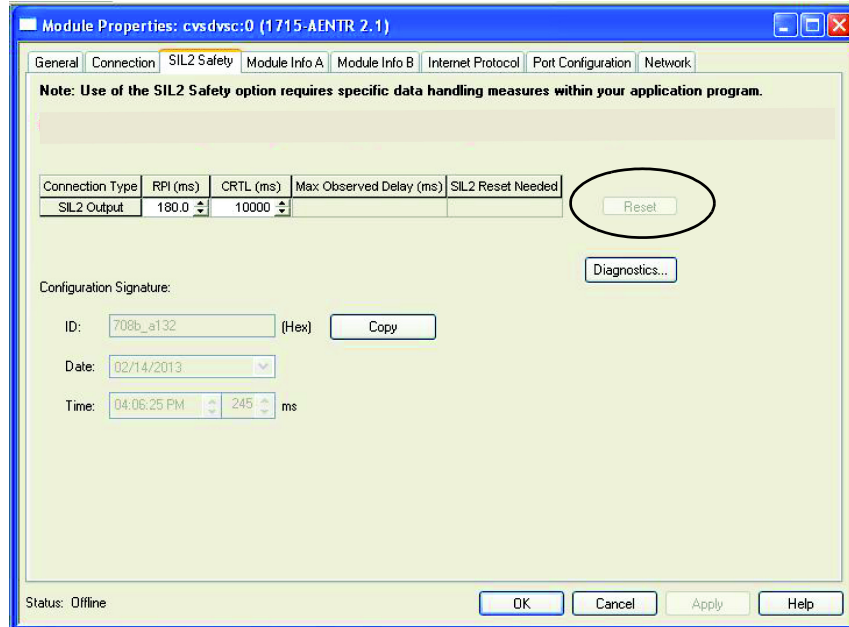 Module Properties: cvsdvsc:0 (1715-AENTR 2.1)
General Connection SIL2 Safety Module Info A Module Info B Internet Protocol Port Configuration Network
Note: Use of the SIL2 Safety option requires specific data handling measures within your application program.
Connection Type RPI (ms) CRTL (ms) Max Observed Delay (ms) SIL2 Reset Needed
SIL2 Output 180.0 10000 Reset
Diagnostics...
Configuration Signature:
ID: 708b_a132 (Hex) Copy
Date: 02/14/2013
Time: 04:06:25 PM 245 ms
Status: Offline OK Cancel Apply Help